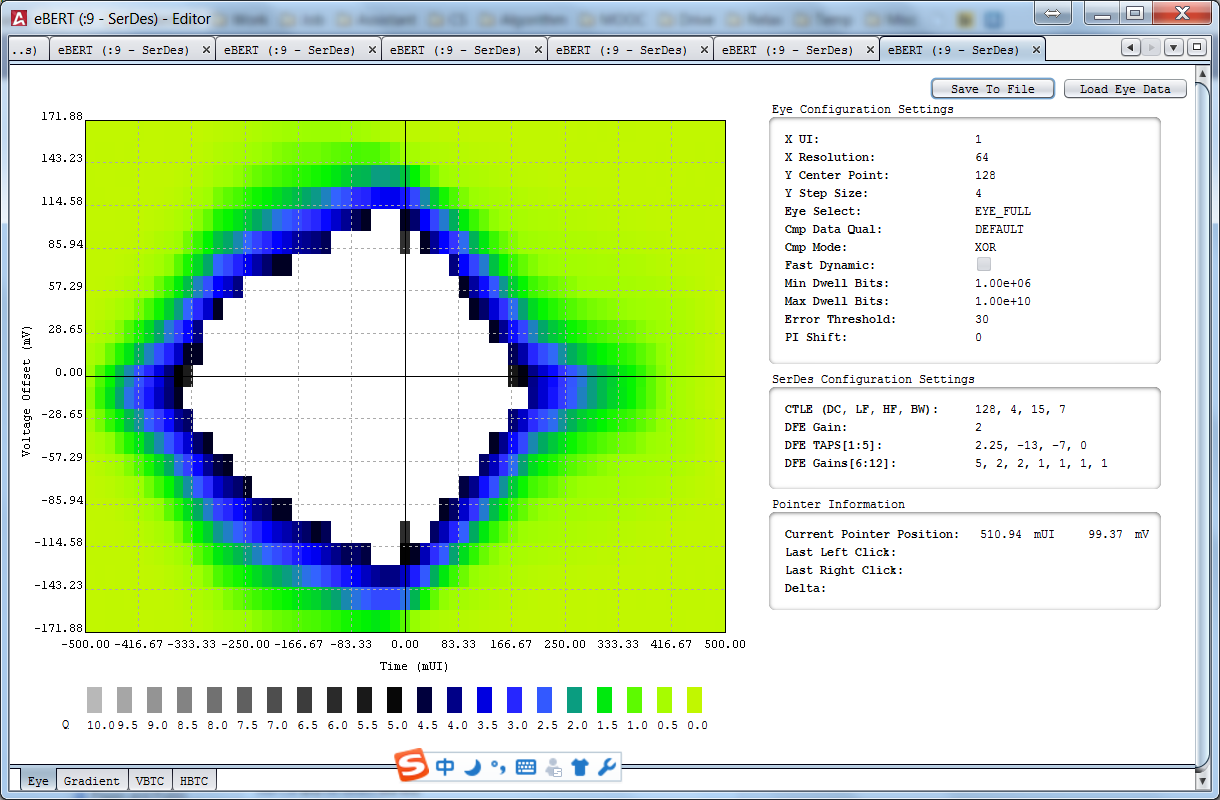 eBERT (:9 - SerDes) - Editor
..s) eBERT (:9 - SerDes) eBERT (:9 - SerDes) eBERT (:9 - SerDes) eBERT (:9 - SerDes) eBERT (:9 - SerDes) eBERT (:9 - SerDes)
Save To File Load Eye Data
Eye Configuration Settings
X UI: 1
X Resolution: 64
Y Center Point: 128
Y Step Size: 4
Eye Select: EYE_FULL
Cmp Data Qual: DEFAULT
Cmp Mode: XOR
Fast Dynamic:
Min Dwell Bits: 1.00e+06
Max Dwell Bits: 1.00e+10
Error Threshold: 30
PI Shift: 0
SerDes Configuration Settings
CTLE (DC, LF, HF, BW): 128, 4, 15, 7
DFE Gain: 2
DFE TAPS[1:5]: 2.25, -13, -7, 0
DFE Gains[6:12]: 5, 2, 2, 1, 1, 1, 1
Pointer Information
Current Pointer Position: 510.94 mUI 99.37 mV
Last Left Click:
Last Right Click:
Delta:
171.88
143.23
114.58
85.94
57.29
28.65
0.00
-28.65
-57.29
-85.94
-114.58
-143.23
-171.88
Voltage Offset (mV)
-500.00 -416.67 -333.33 -250.00 -166.67 -83.33 0.00 83.33 166.67 250.00 333.33 416.67 500.00
Time (mUI)
Q 10.0 9.5 9.0 8.5 8.0 7.5 7.0 6.5 6.0 5.5 5.0 4.5 4.0 3.5 3.0 2.5 2.0 1.5 1.0 0.5 0.0
中
Eye Gradient VBTC HBTC